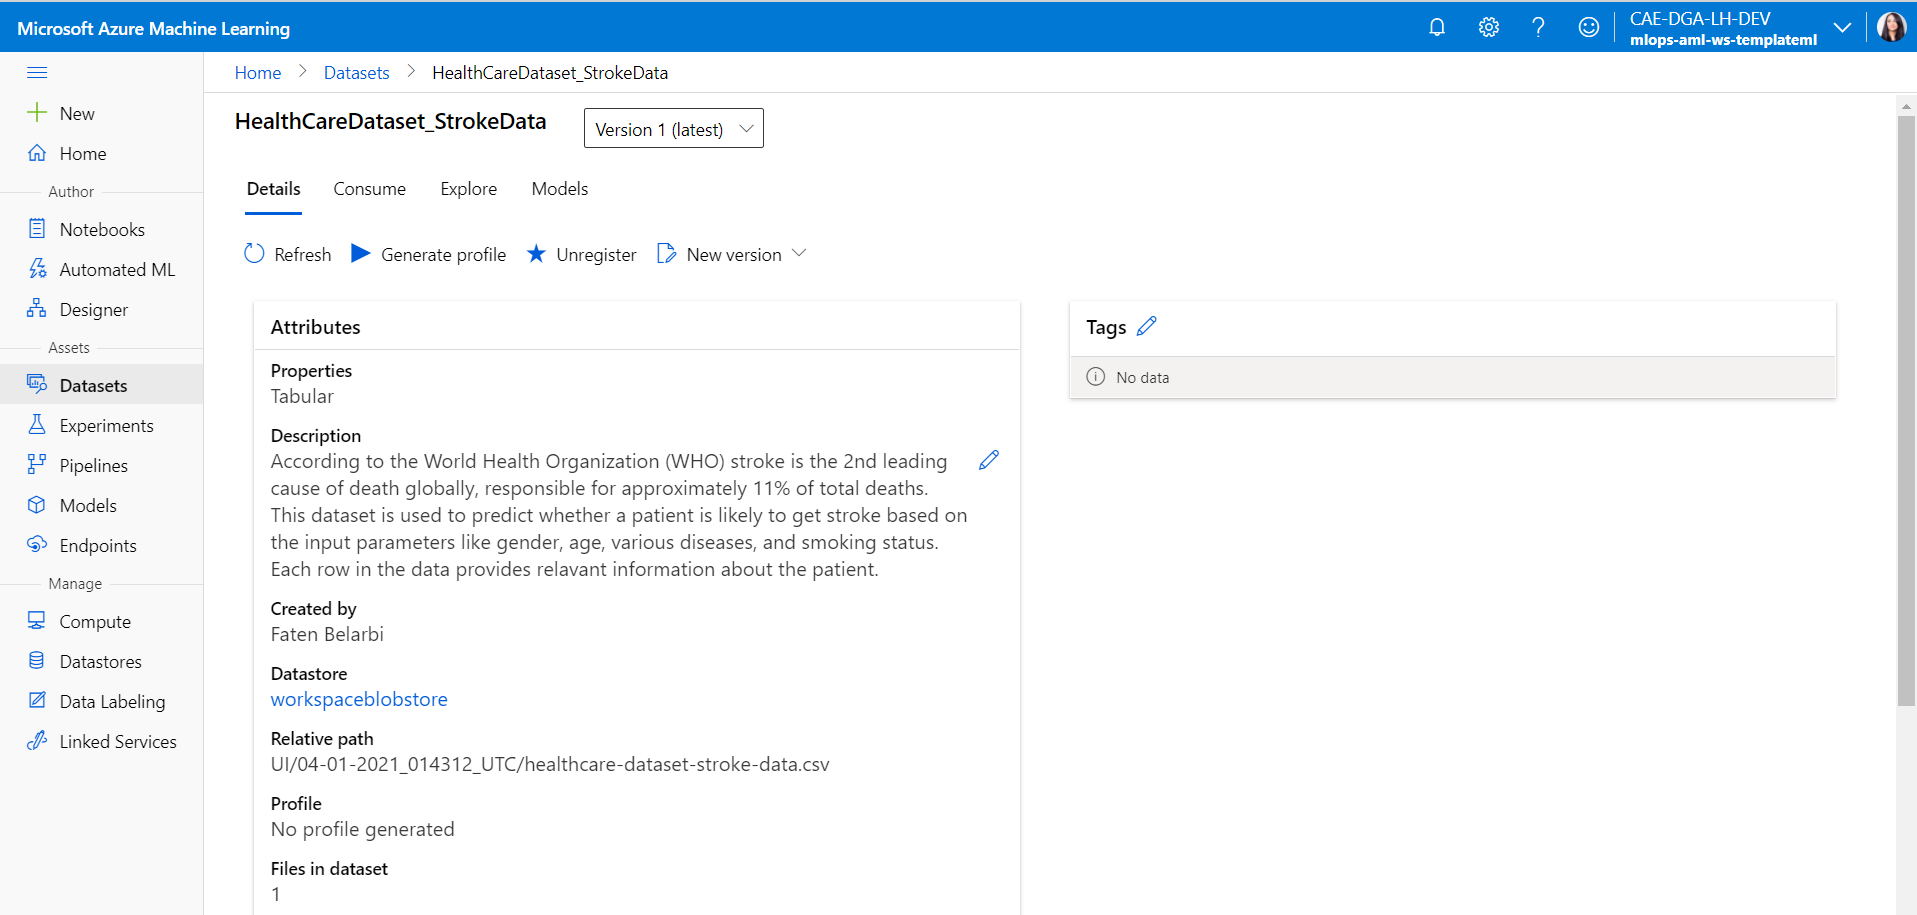 Microsoft Azure Machine Learning
CAE-DGA-LH-DEV
mlops-aml-ws-templateml
New
Home
Author
Notebooks
Automated ML
Designer
Assets
Datasets
Experiments
Pipelines
Models
Endpoints
Manage
Compute
Datastores
Data Labeling
Linked Services
Home > Datasets > HealthCareDataset_StrokeData
HealthCareDataset_StrokeData
Version 1 (latest)
Details Consume Explore Models
Refresh Generate profile Unregister New version
Attributes
Properties
Tabular
Description
According to the World Health Organization (WHO) stroke is the 2nd leading
cause of death globally, responsible for approximately 11% of total deaths.
This dataset is used to predict whether a patient is likely to get stroke based on
the input parameters like gender, age, various diseases, and smoking status.
Each row in the data provides relavant information about the patient.
Created by
Faten Belarbi
Datastore
workspaceblobstore
Relative path
UI/04-01-2021_014312_UTC/healthcare-dataset-stroke-data.csv
Profile
No profile generated
Files in dataset
1
Tags
No data